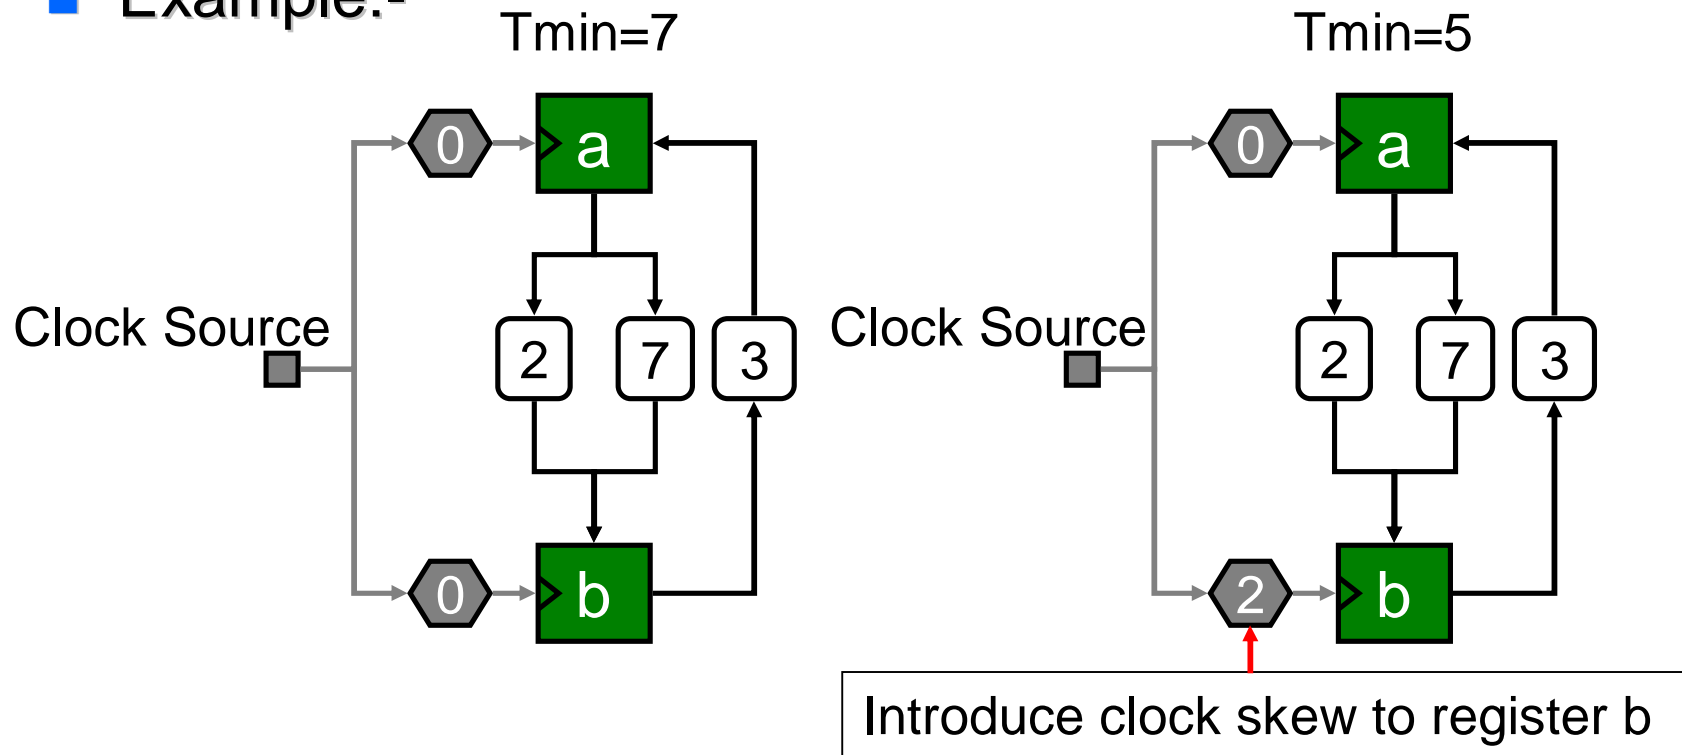 Example:-
Tmin=7
Tmin=5
0
a
0
a
Clock Source
2
7
3
Clock Source
2
7
3
0
b
2
b
Introduce clock skew to register b